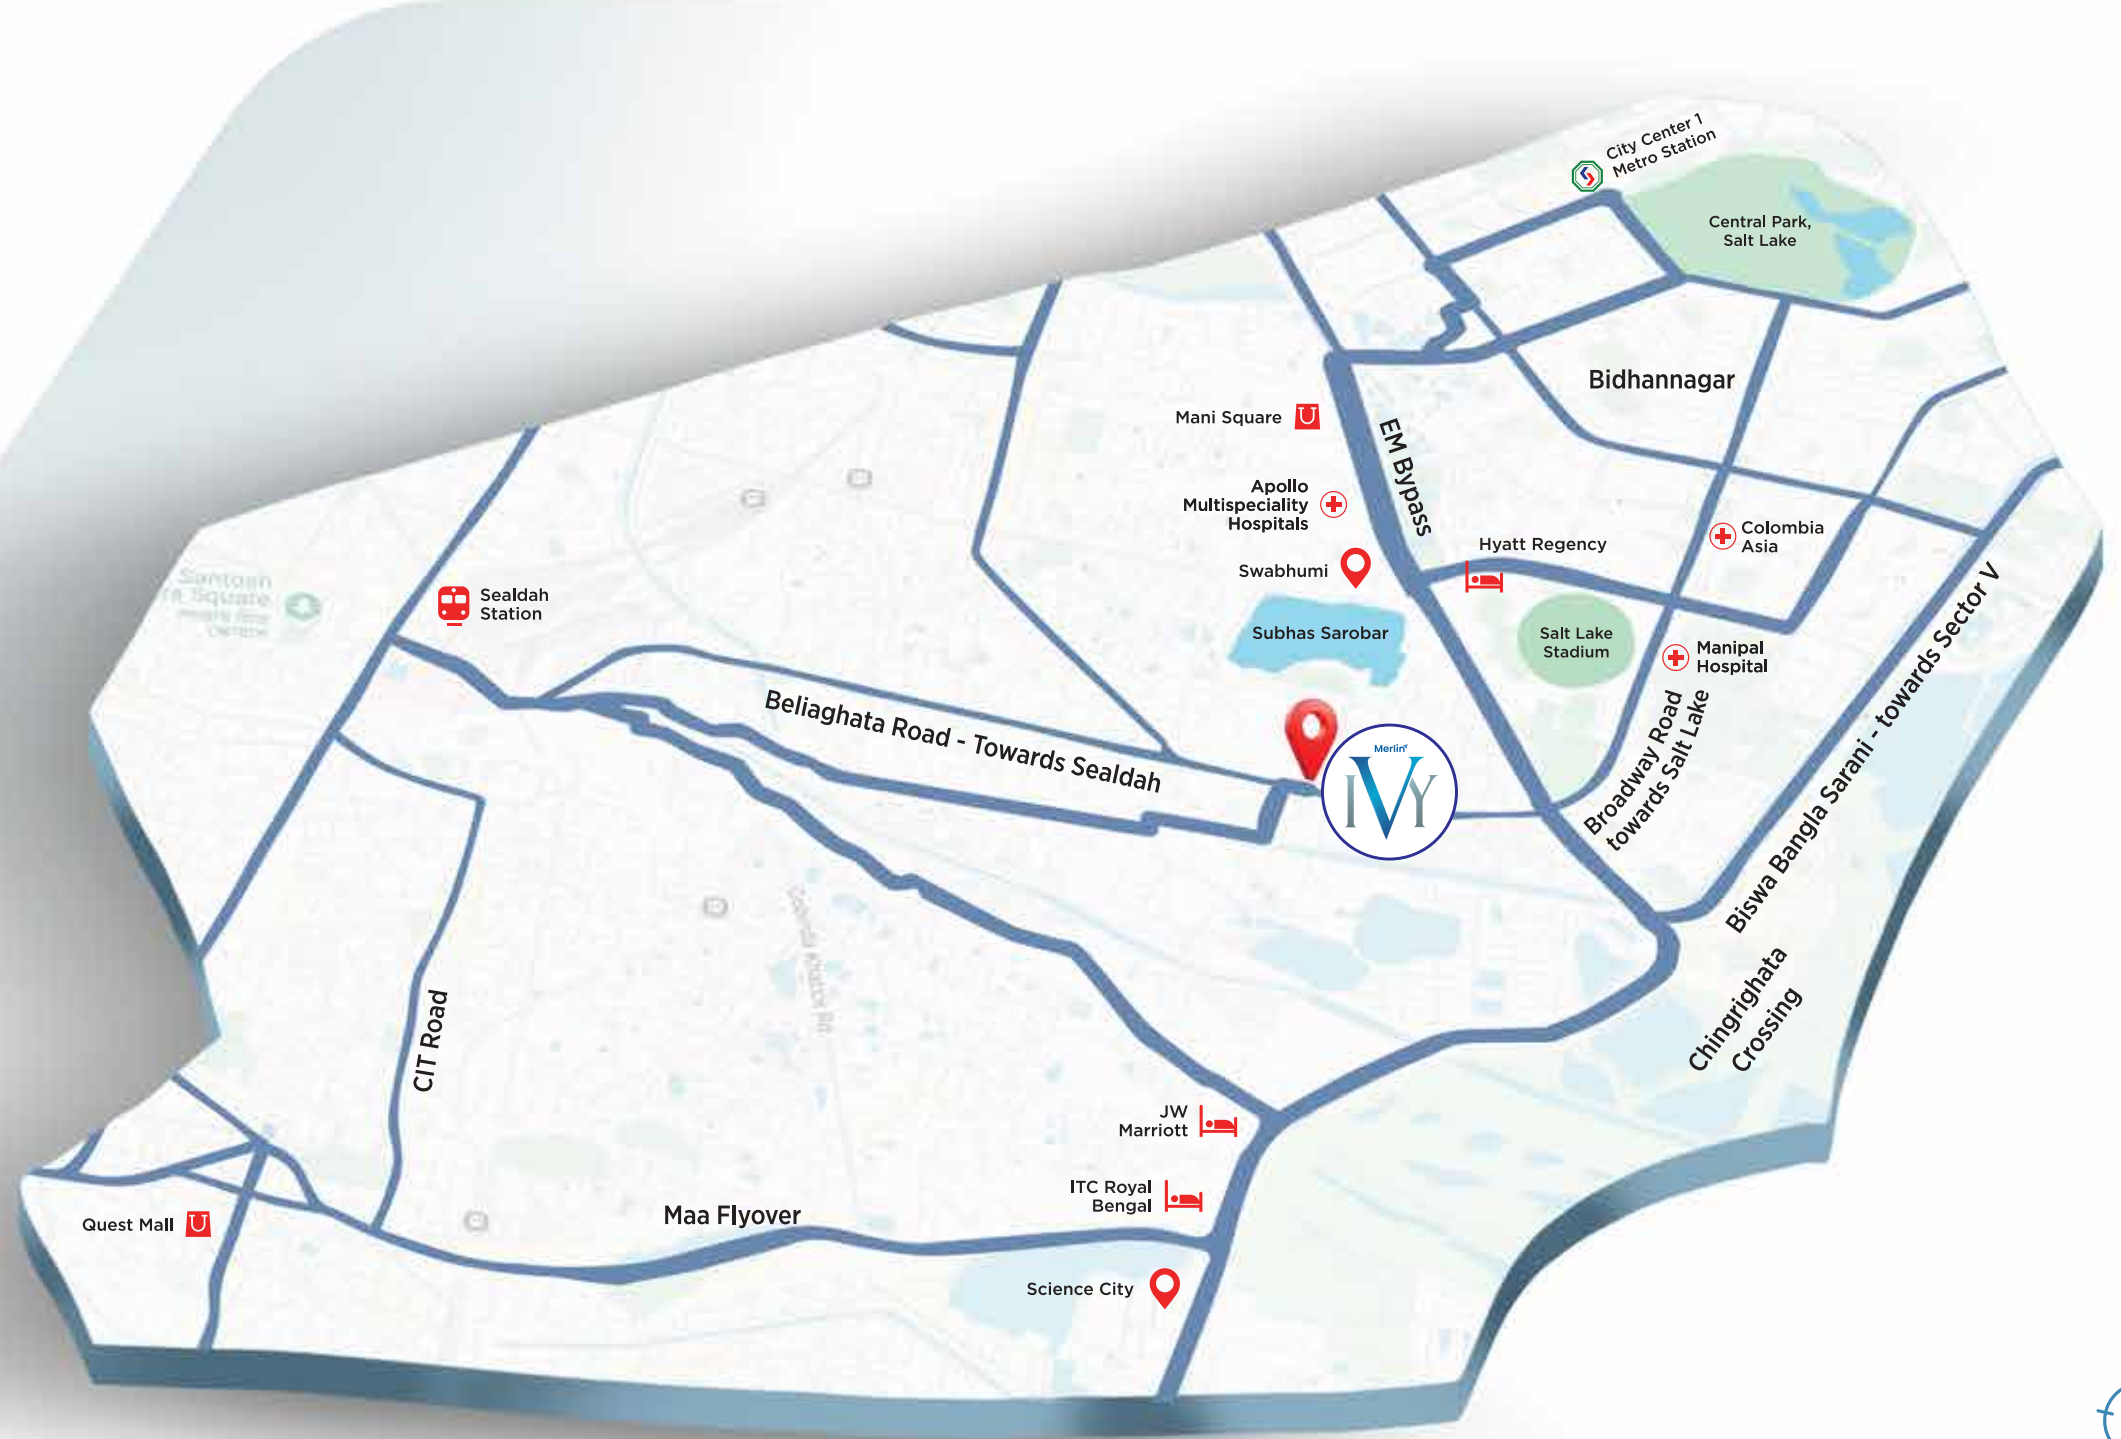 City Center 1
Metro Station
Central Park,
Salt Lake
Bidhannagar
Mani Square
EM Bypass
Apollo
Multispeciality
Hospitals
Colombia
Asia
Hyatt Regency
Swabhumi
Sealdah
Station
Santosh
Subhas Sarobar
Salt Lake
Stadium
Manipal
Hospital
Beliaghata Road - Towards Sealdah
Merlin
IVY
Broadway Road
towards Salt Lake
Biswa Bangla Sarani - towards Sector V
Chingrighata
Crossing
CIT Road
JW
Marriott
ITC Royal
Bengal
Quest Mall
Maa Flyover
Science City